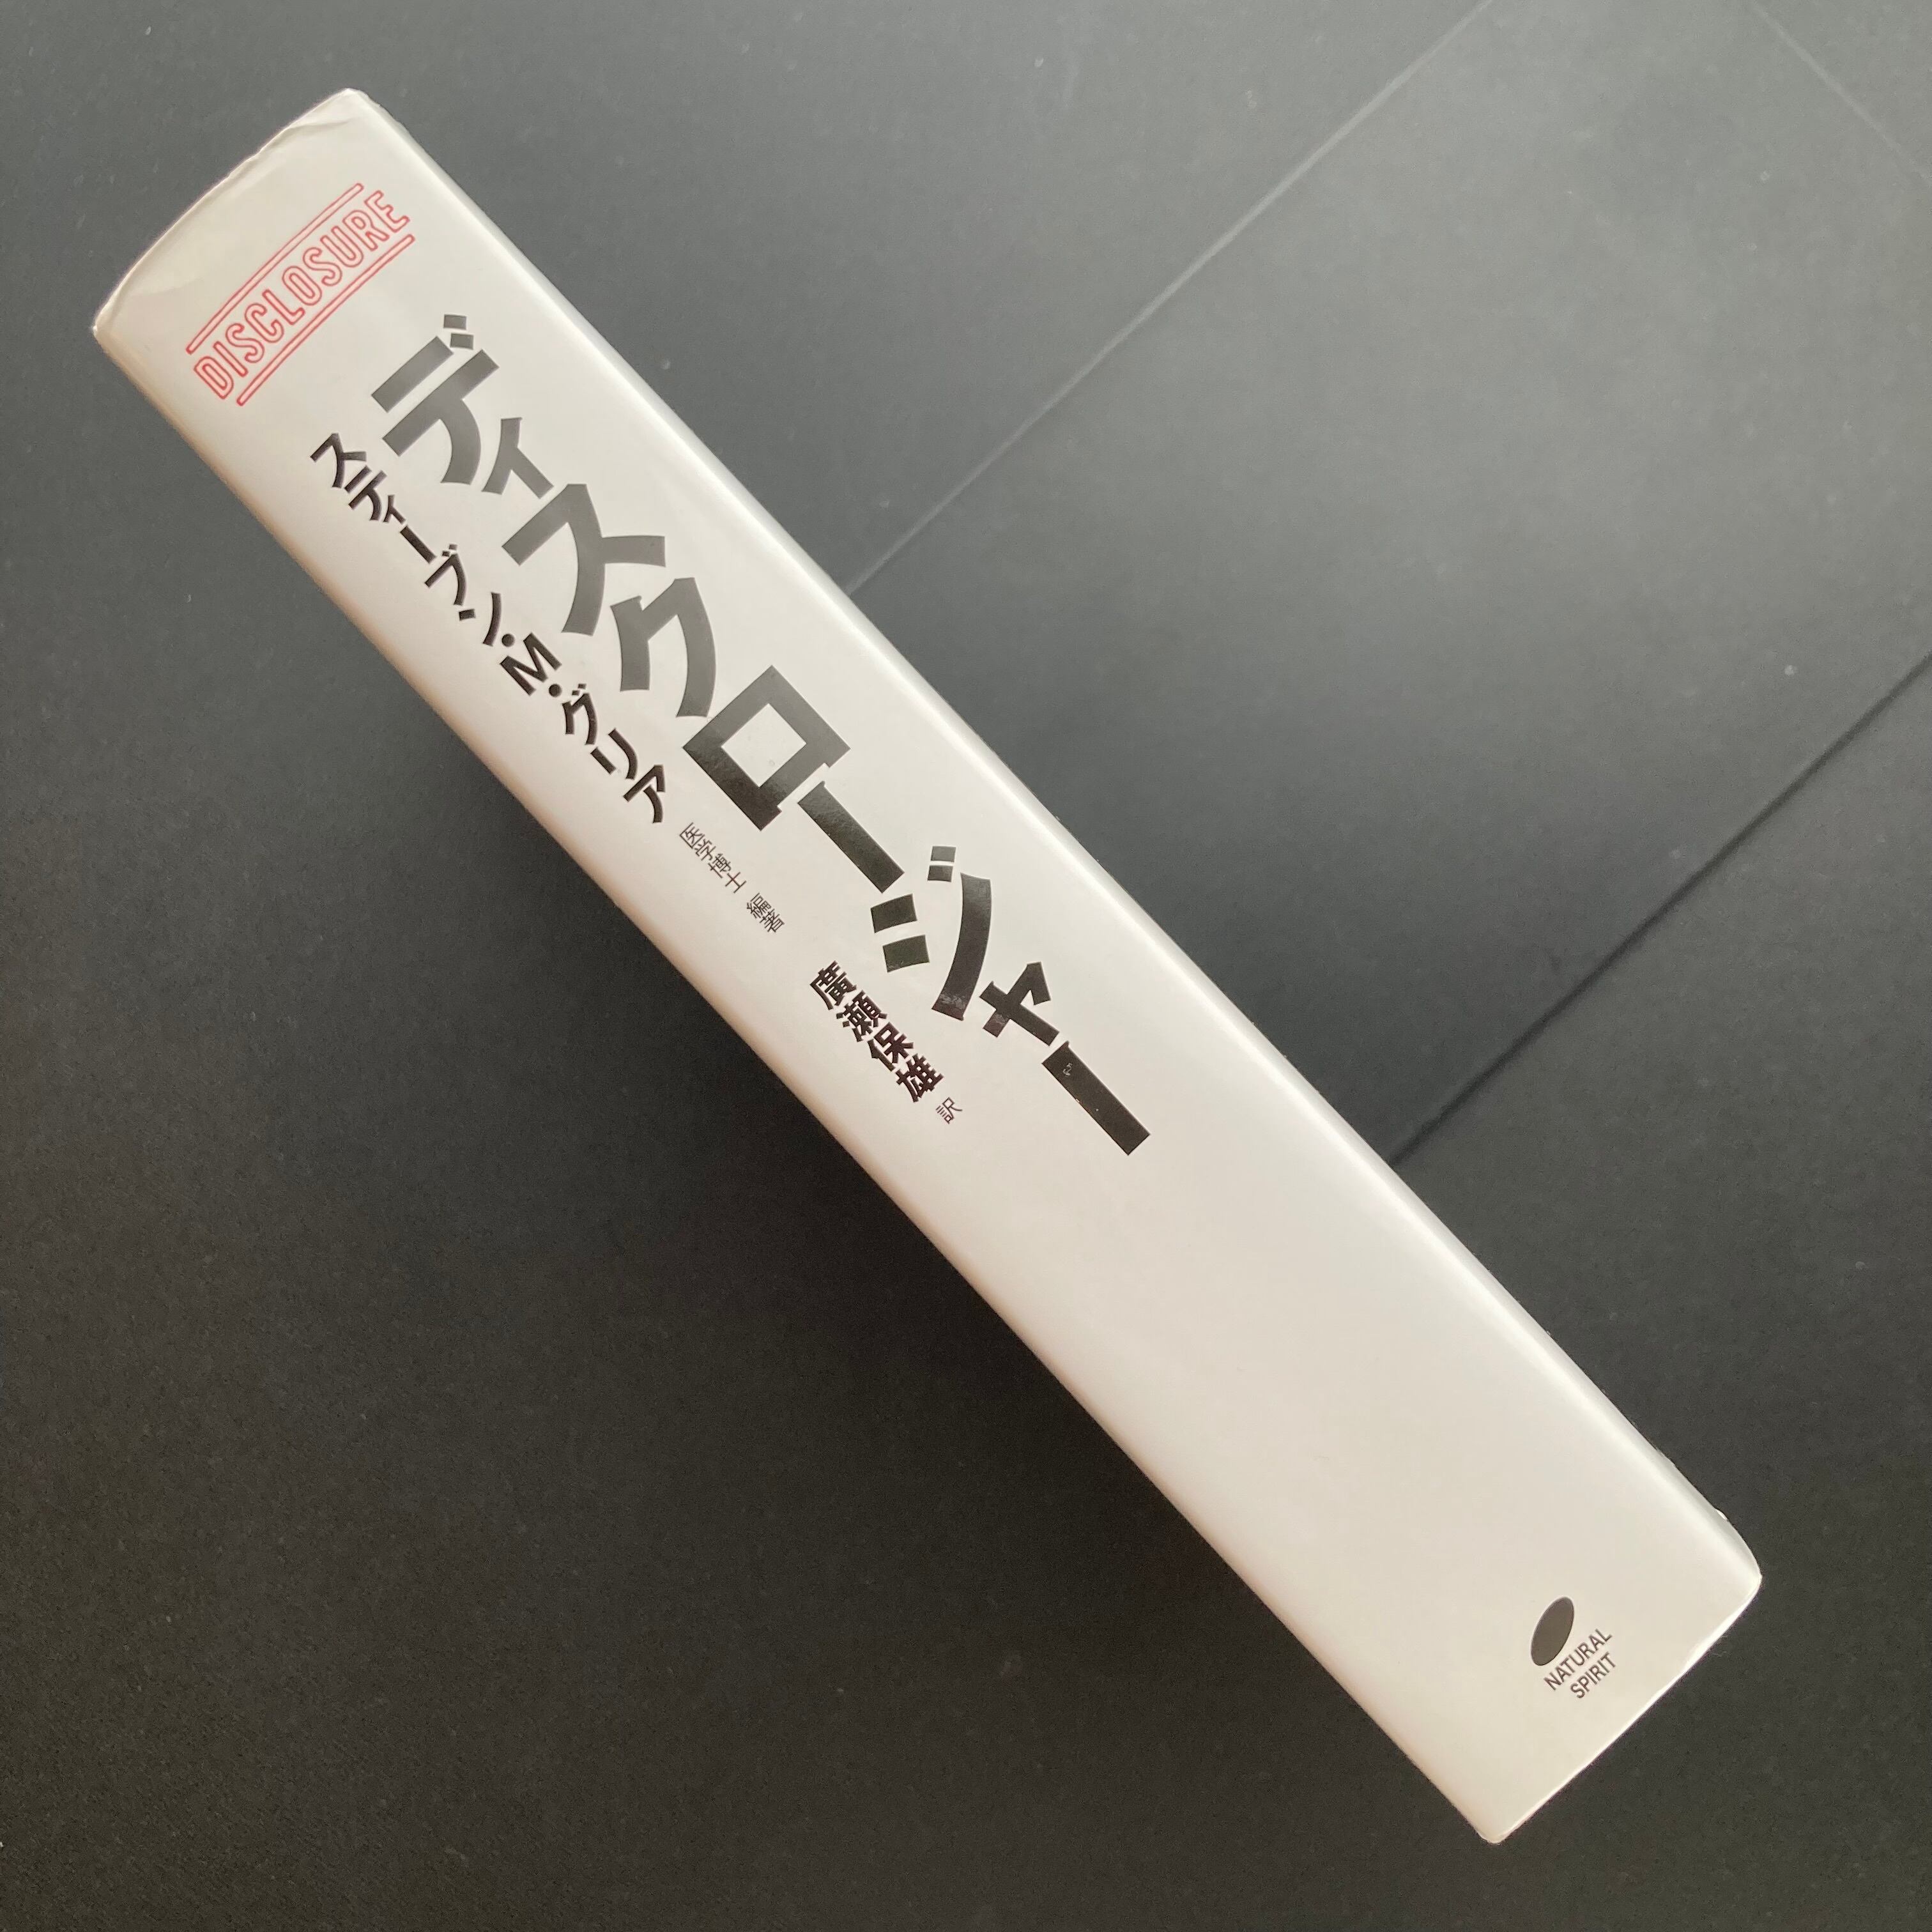 DISCLOSURE
ディスクロージャー
スティーブン・M・グリア 医学博士 編著
廣瀬保雄 訳
NATURAL
SPIRIT